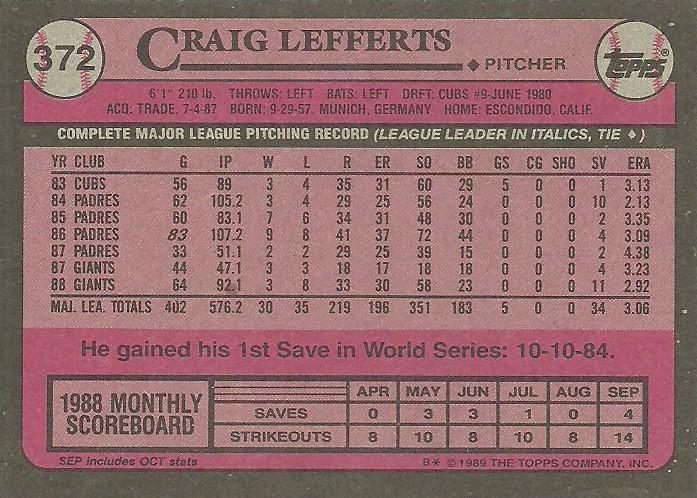 372
CRAIG LEFFERTS
♦ PITCHER
TOPPS®
6'1" 210 lb. THROWS: LEFT BATS: LEFT DRFT: CUBS #9-JUNE 1980
ACQ: TRADE, 7-4-87 BORN: 9-29-57, MUNICH, GERMANY HOME: ESCONDIDO, CALIF.
COMPLETE MAJOR LEAGUE PITCHING RECORD (LEAGUE LEADER IN ITALICS, TIE ♦)
YR CLUB G IP W L R ER SO BB GS CG SHO SV ERA
83 CUBS 56 89 3 4 35 31 60 29 5 0 0 1 3.13
84 PADRES 62 105.2 3 4 29 25 56 24 0 0 0 10 2.13
85 PADRES 60 83.1 7 6 34 31 48 30 0 0 0 2 3.35
86 PADRES 83 107.2 9 8 41 37 72 44 0 0 0 4 3.09
87 PADRES 33 51.1 2 2 29 25 39 15 0 0 0 2 4.38
87 GIANTS 44 47.1 3 3 18 17 18 18 0 0 0 4 3.23
88 GIANTS 64 92.1 3 8 33 30 58 23 0 0 0 11 2.92
MAJ. LEA. TOTALS 402 576.2 30 35 219 196 351 183 5 0 0 34 3.06
He gained his 1st Save in World Series: 10-10-84.
1988 MONTHLY SCOREBOARD
APR MAY JUN JUL AUG SEP
SAVES 0 3 3 1 0 4
STRIKEOUTS 8 10 8 10 8 14
SEP includes OCT stats
B* © 1989 THE TOPPS COMPANY, INC.